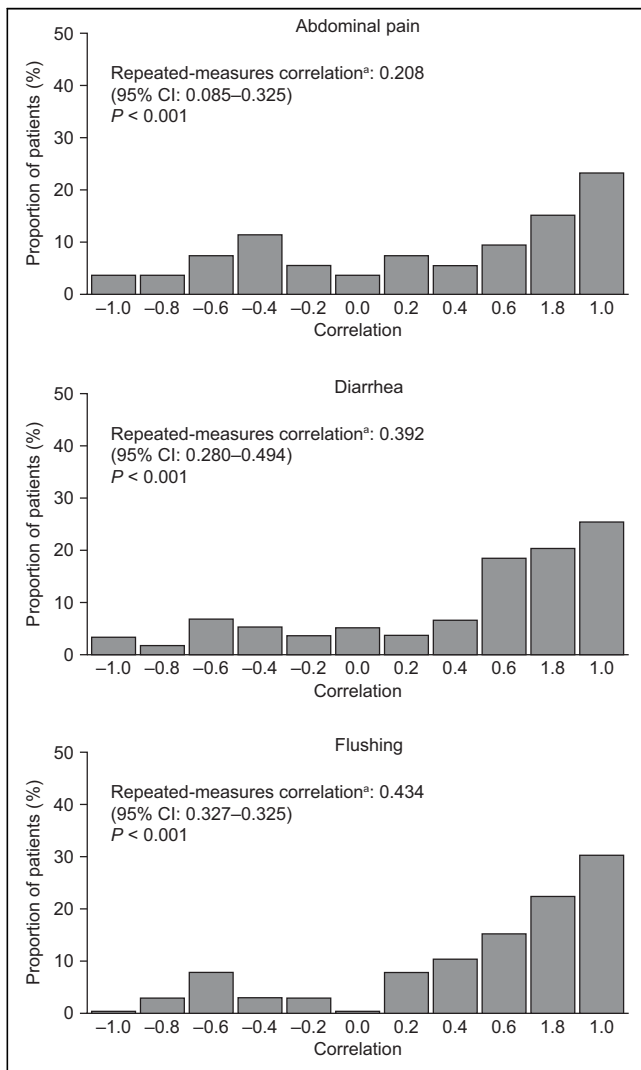 Abdominal pain
50
40
30
20
10
0
Proportion of patients (%)
Repeated-measures correlationᵃ: 0.208
(95% CI: 0.085–0.325)
P < 0.001
–1.0 –0.8 –0.6 –0.4 –0.2 0.0 0.2 0.4 0.6 1.8 1.0
Correlation
Diarrhea
50
40
30
20
10
0
Proportion of patients (%)
Repeated-measures correlationᵃ: 0.392
(95% CI: 0.280–0.494)
P < 0.001
–1.0 –0.8 –0.6 –0.4 –0.2 0.0 0.2 0.4 0.6 1.8 1.0
Correlation
Flushing
50
40
30
20
10
0
Proportion of patients (%)
Repeated-measures correlationᵃ: 0.434
(95% CI: 0.327–0.325)
P < 0.001
–1.0 –0.8 –0.6 –0.4 –0.2 0.0 0.2 0.4 0.6 1.8 1.0
Correlation